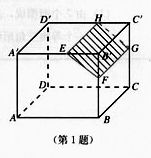 D' H C'
A' E B' G
D F C
A B
(第1题)